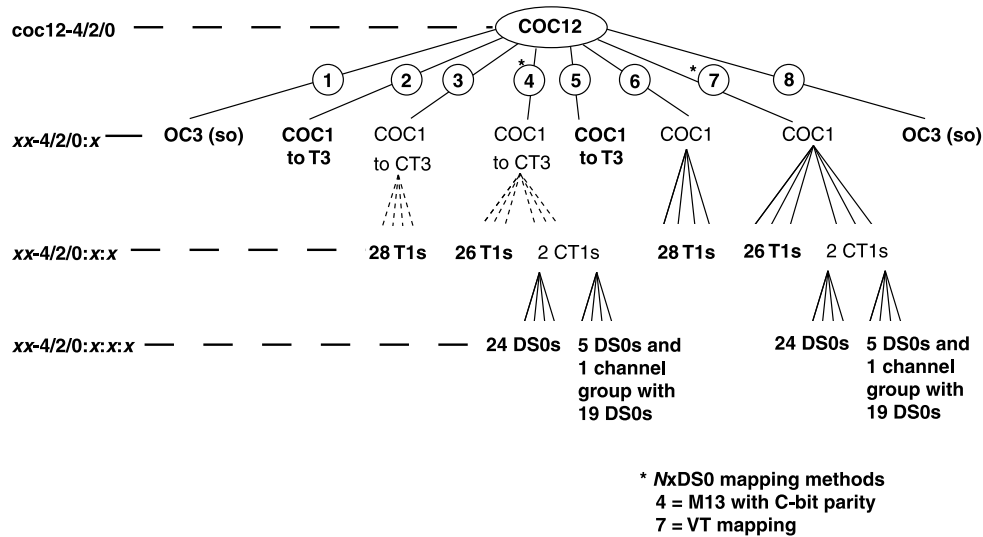 coc12-4/2/0 COC12
1 2 3 * 4 5 6 * 7 8
xx-4/2/0:x OC3 (so) COC1 COC1 COC1 COC1 COC1 COC1 OC3 (so)
to T3 to CT3 to CT3 to T3
xx-4/2/0:x:x 28 T1s 26 T1s 2 CT1s 28 T1s 26 T1s 2 CT1s
xx-4/2/0:x:x:x 24 DS0s 5 DS0s and 24 DS0s 5 DS0s and
1 channel 1 channel
group with group with
19 DS0s 19 DS0s
* NxDS0 mapping methods
4 = M13 with C-bit parity
7 = VT mapping